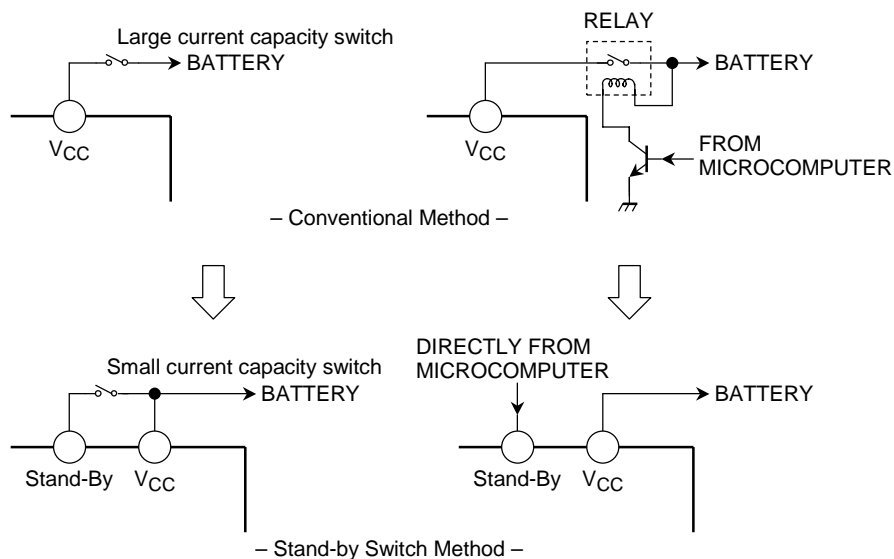 Large current capacity switch
BATTERY
VCC
RELAY
BATTERY
VCC
FROM
MICROCOMPUTER
– Conventional Method –
Small current capacity switch
BATTERY
Stand-By
VCC
DIRECTLY FROM
MICROCOMPUTER
BATTERY
Stand-By
VCC
– Stand-by Switch Method –